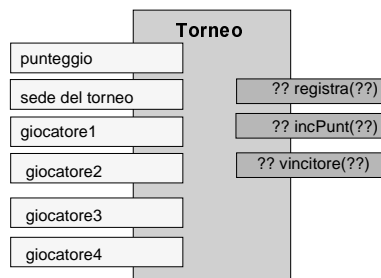 Torneo
punteggio
sede del torneo
giocatore1
giocatore2
giocatore3
giocatore4
?? registra(??)
?? incPunt(??)
?? vincitore(??)